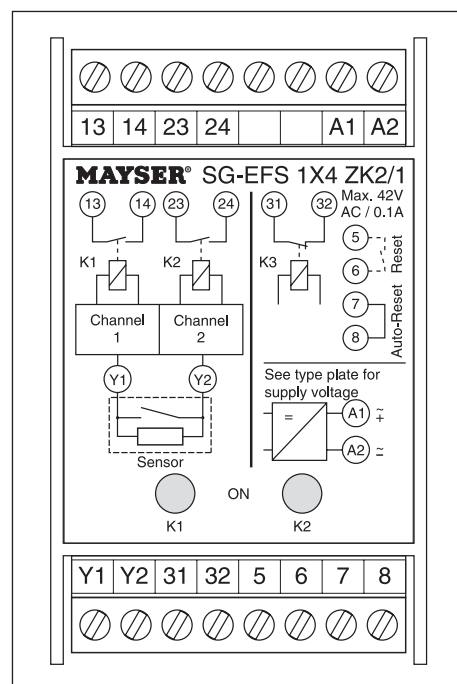 13 14 23 24 A1 A2
MAYSER® SG-EFS 1X4 ZK2/1
13 14 23 24 31 32 Max. 42V
AC / 0.1A
K1 K2 K3
5
6
Reset
7
8
Auto-Reset
Channel
1
Channel
2
Y1 Y2
Sensor
See type plate for
supply voltage
= ~
A1 ~ +
A2 ~ -
K1 ON K2
Y1 Y2 31 32 5 6 7 8